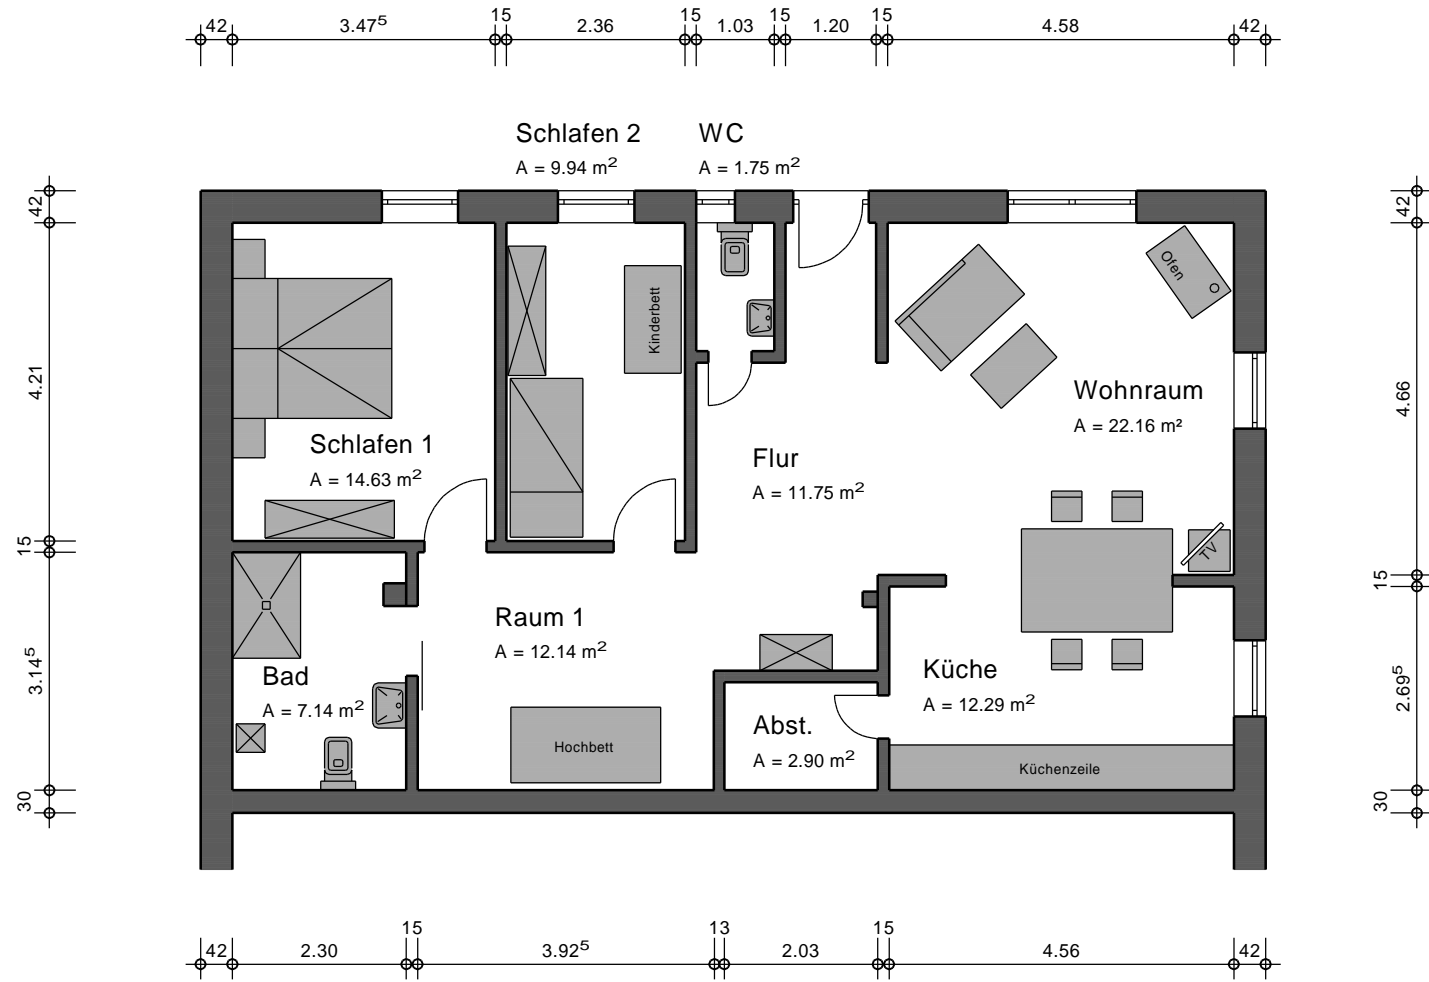 42 3.47⁵ 15 2.36 15 1.03 15 1.20 15 4.58 42
Schlafen 2
A = 9.94 m²
WC
A = 1.75 m²
42
4.21
15
3.14⁵
30
42
4.66
15
2.69⁵
30
Ofen
Kinderbett
Wohnraum
A = 22.16 m²
Schlafen 1
A = 14.63 m²
Flur
A = 11.75 m²
TV
Raum 1
A = 12.14 m²
Bad
A = 7.14 m²
Küche
A = 12.29 m²
Abst.
A = 2.90 m²
Hochbett
Küchenzeile
42 2.30 15 3.92⁵ 13 2.03 15 4.56 42